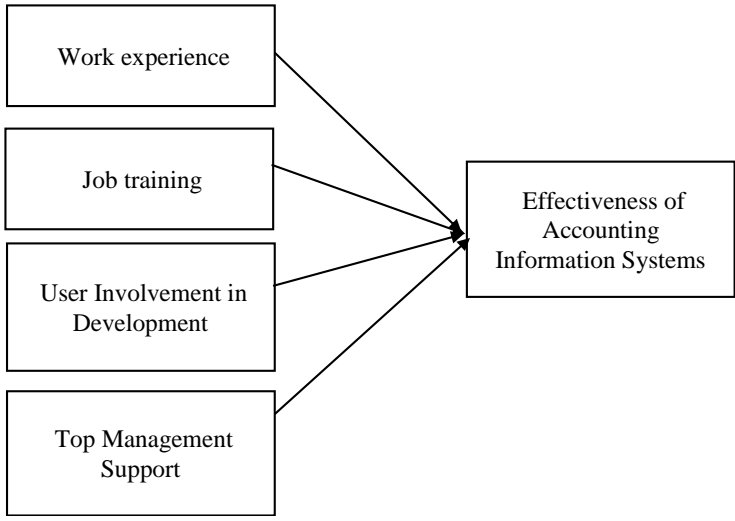 Work experience
Job training
User Involvement in
Development
Top Management
Support
Effectiveness of
Accounting
Information Systems